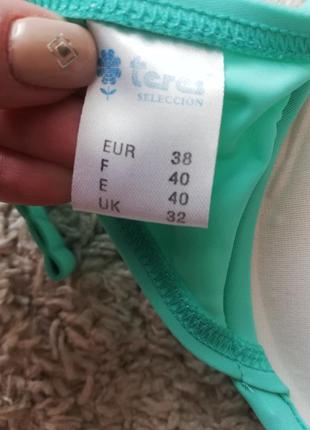 teras
SELECCION
EUR 38
F 40
E 40
UK 32